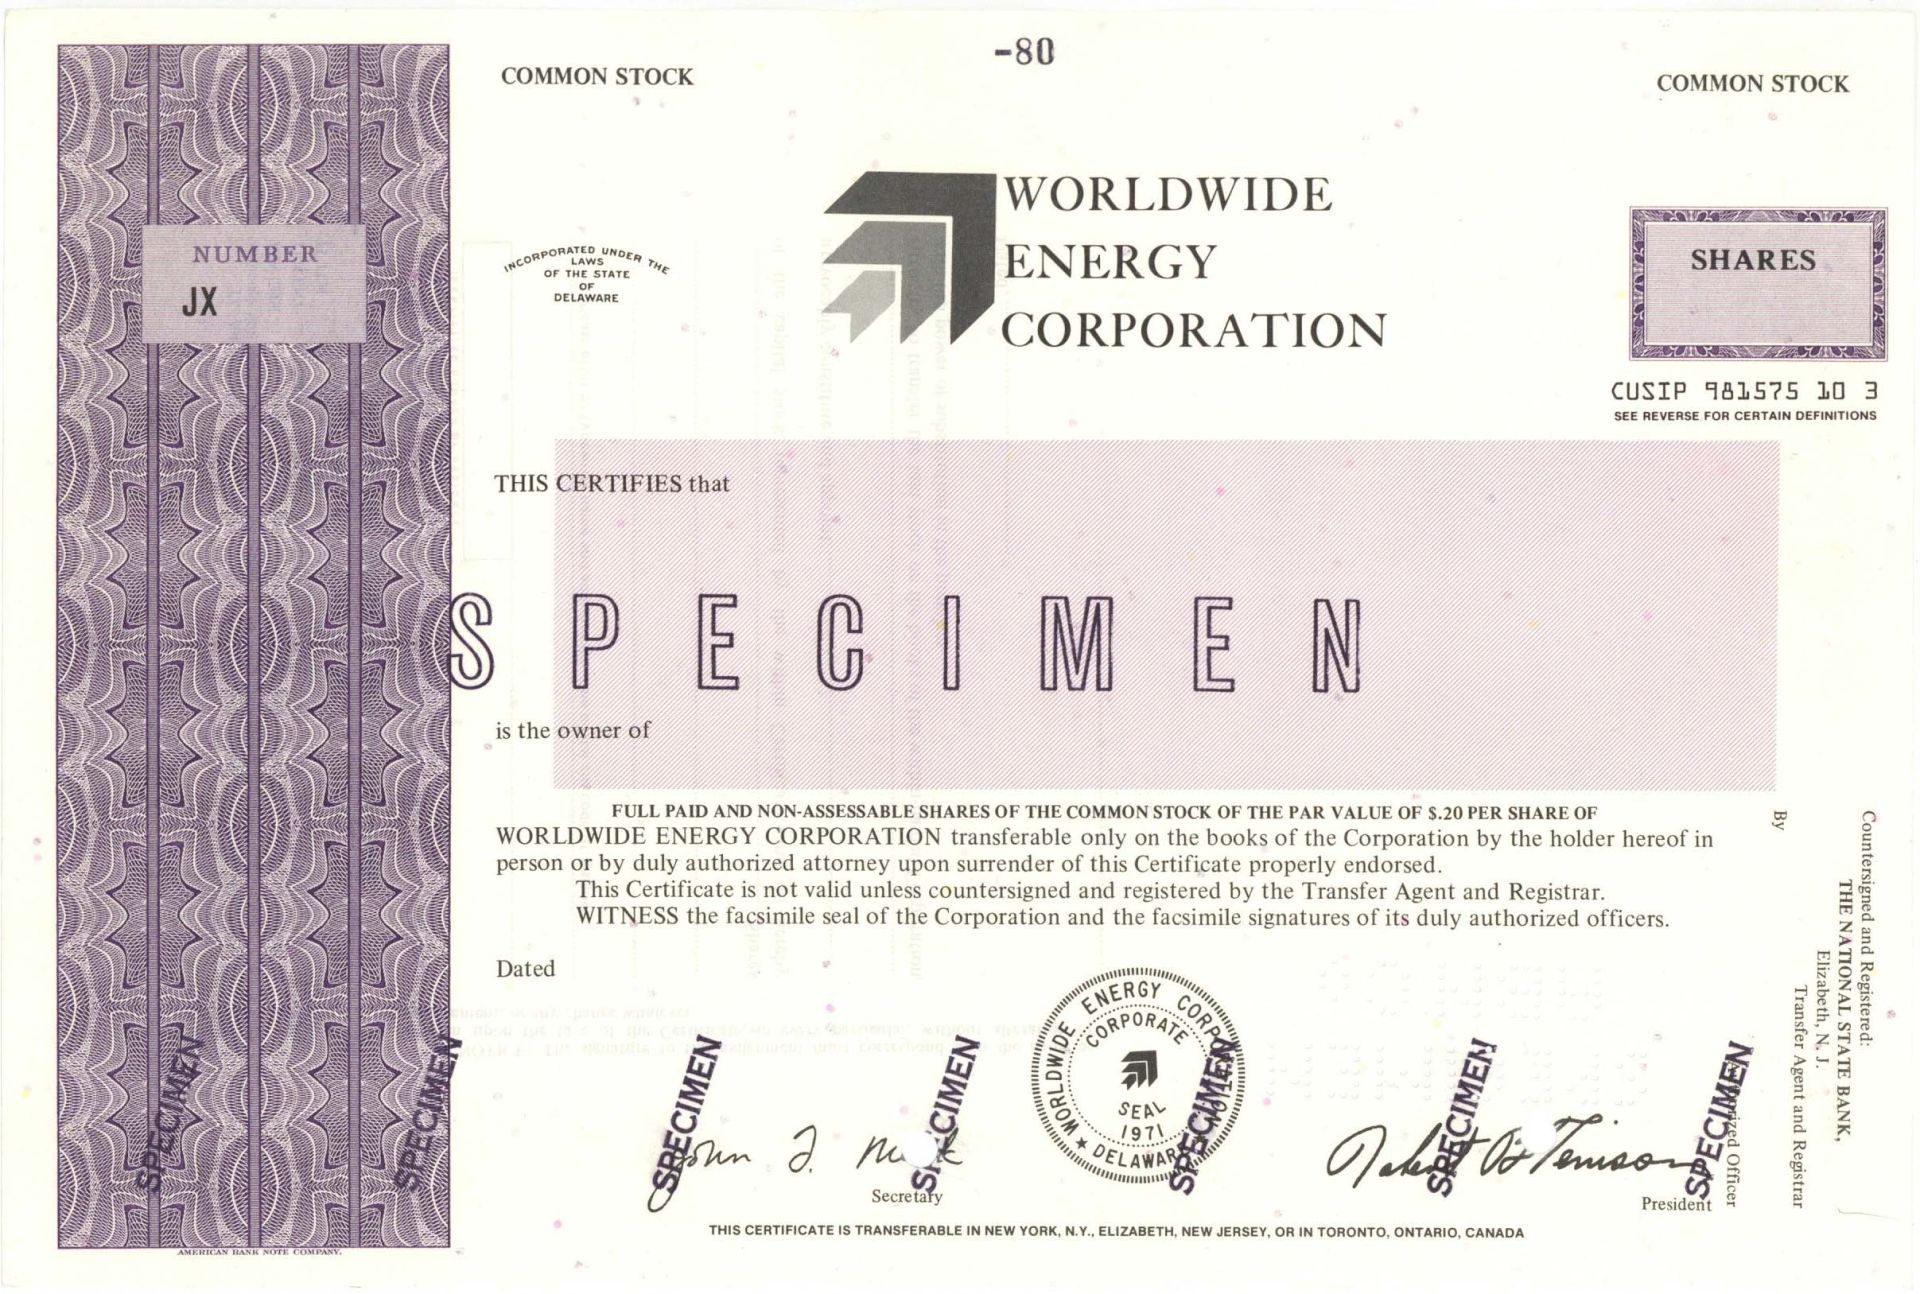 -80
COMMON STOCK
COMMON STOCK
NUMBER
JX
INCORPORATED UNDER THE
LAWS
OF THE STATE
OF
DELAWARE
WORLDWIDE
ENERGY
CORPORATION
SHARES
CUSIP 981575 10 3
SEE REVERSE FOR CERTAIN DEFINITIONS
THIS CERTIFIES that
SPECIMEN
is the owner of
FULL PAID AND NON-ASSESSABLE SHARES OF THE COMMON STOCK OF THE PAR VALUE OF $.20 PER SHARE OF
WORLDWIDE ENERGY CORPORATION transferable only on the books of the Corporation by the holder hereof in
person or by duly authorized attorney upon surrender of this Certificate properly endorsed.
This Certificate is not valid unless countersigned and registered by the Transfer Agent and Registrar.
WITNESS the facsimile seal of the Corporation and the facsimile signatures of its duly authorized officers.
Dated
WORLDWIDE ENERGY CORPORATION
CORPORATE
SEAL
1971
★ DELAWARE ★
SPECIMEN
SPECIMEN
SPECIMEN
SPECIMEN
SPECIMEN
SPECIMEN
SPECIMEN
John J.
Secretary
Robert B Tenison
President
THIS CERTIFICATE IS TRANSFERABLE IN NEW YORK, N.Y., ELIZABETH, NEW JERSEY, OR IN TORONTO, ONTARIO, CANADA
AMERICAN BANK NOTE COMPANY.
Countersigned and Registered:
THE NATIONAL STATE BANK,
Elizabeth, N. J.
Transfer Agent and Registrar
By
Authorized Officer